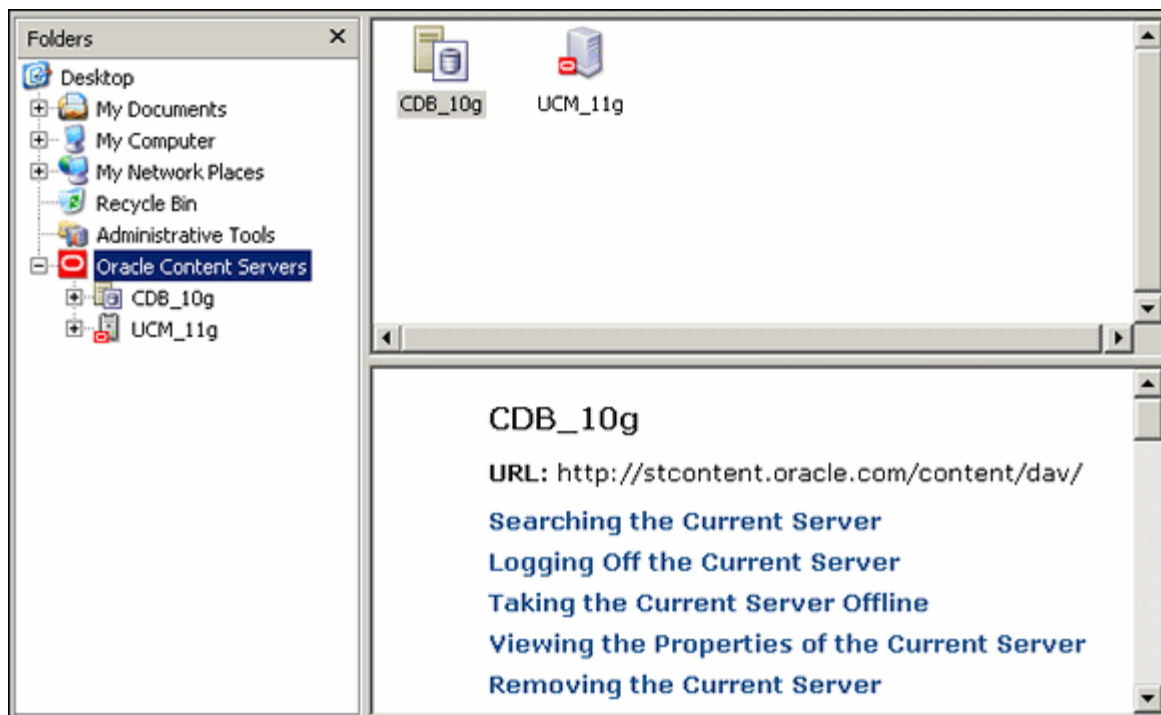 Folders
Desktop
My Documents
My Computer
My Network Places
Recycle Bin
Administrative Tools
Oracle Content Servers
CDB_10g
UCM_11g
CDB_10g
UCM_11g
CDB_10g
URL: http://stcontent.oracle.com/content/dav/
Searching the Current Server
Logging Off the Current Server
Taking the Current Server Offline
Viewing the Properties of the Current Server
Removing the Current Server